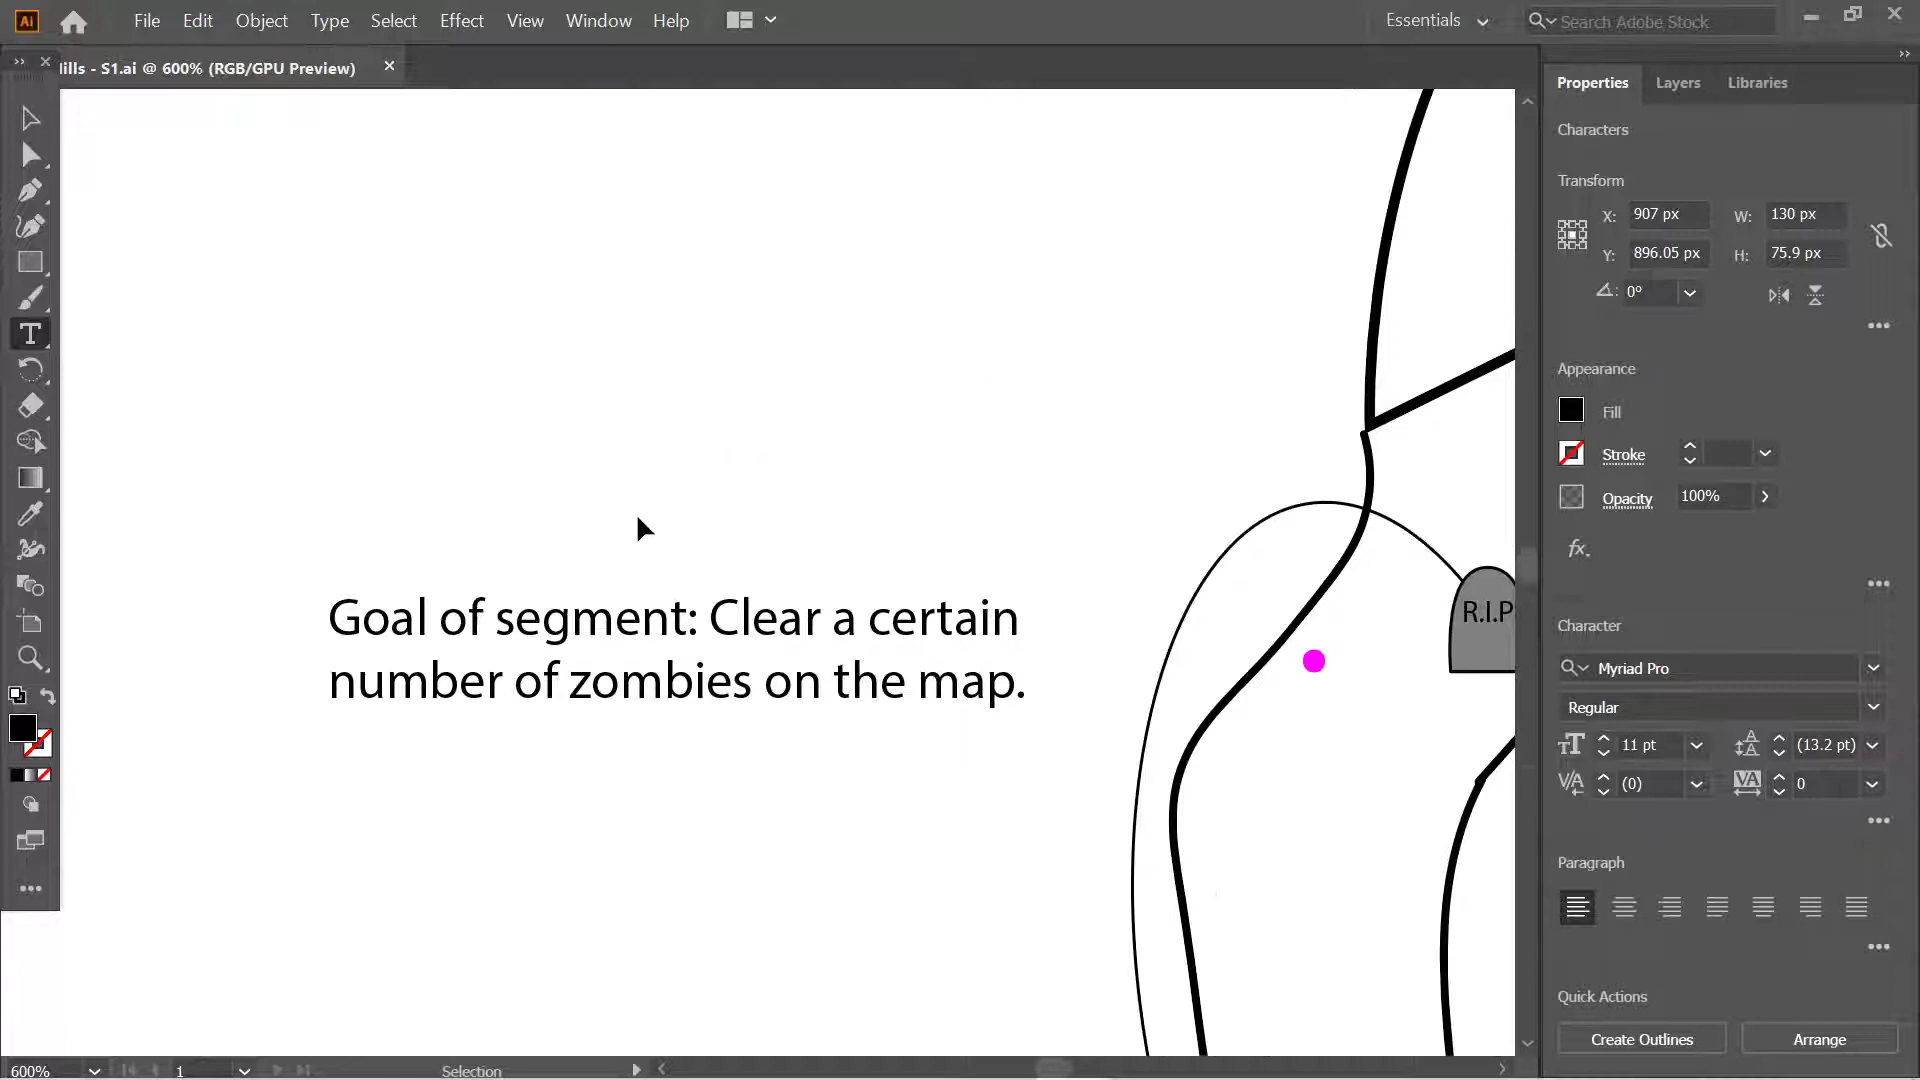 Ai File Edit Object Type Select Effect View Window Help Essentials Search Adobe Stock
ills - S1.ai @ 600% (RGB/GPU Preview)
Properties Layers Libraries
Characters
Transform
X: 907 px W: 130 px
Y: 896.05 px H: 75.9 px
0°
Appearance
Fill
Stroke
Opacity 100%
fx.
Goal of segment: Clear a certain
number of zombies on the map.
R.I.P
Character
Myriad Pro
Regular
11 pt (13.2 pt)
(0) 0
Paragraph
Quick Actions
Create Outlines Arrange
600% 1 Selection